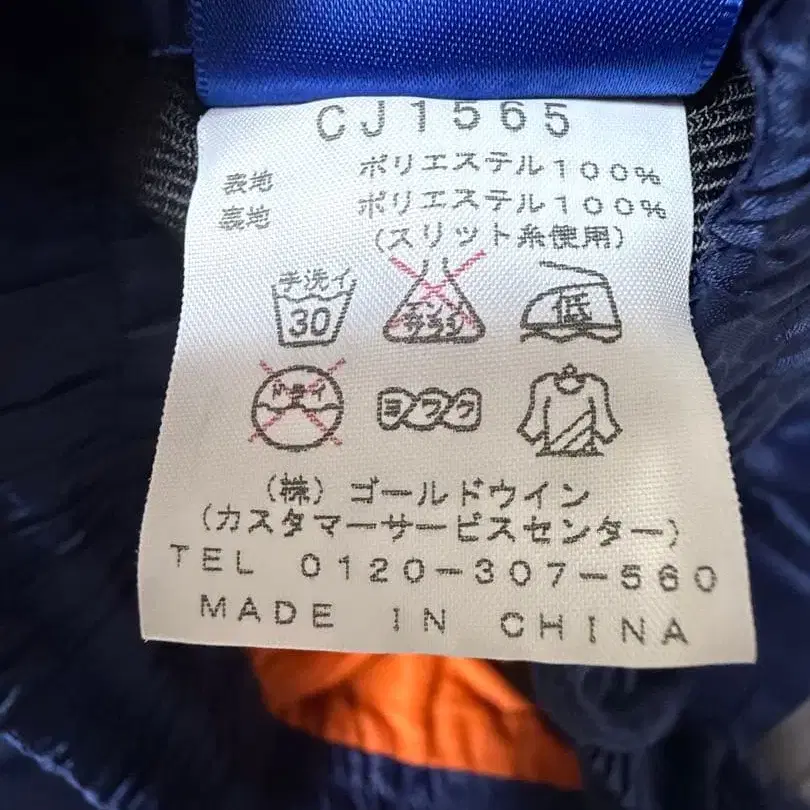 CJ1565
表地 ポリエステル100%
裏地 ポリエステル100%
(スリット糸使用)
手洗イ 30
エンソサラシ
低
ドライ
ヨワク
(株) ゴールドウイン
(カスタマーサービスセンター)
TEL 0120-307-560
MADE IN CHINA